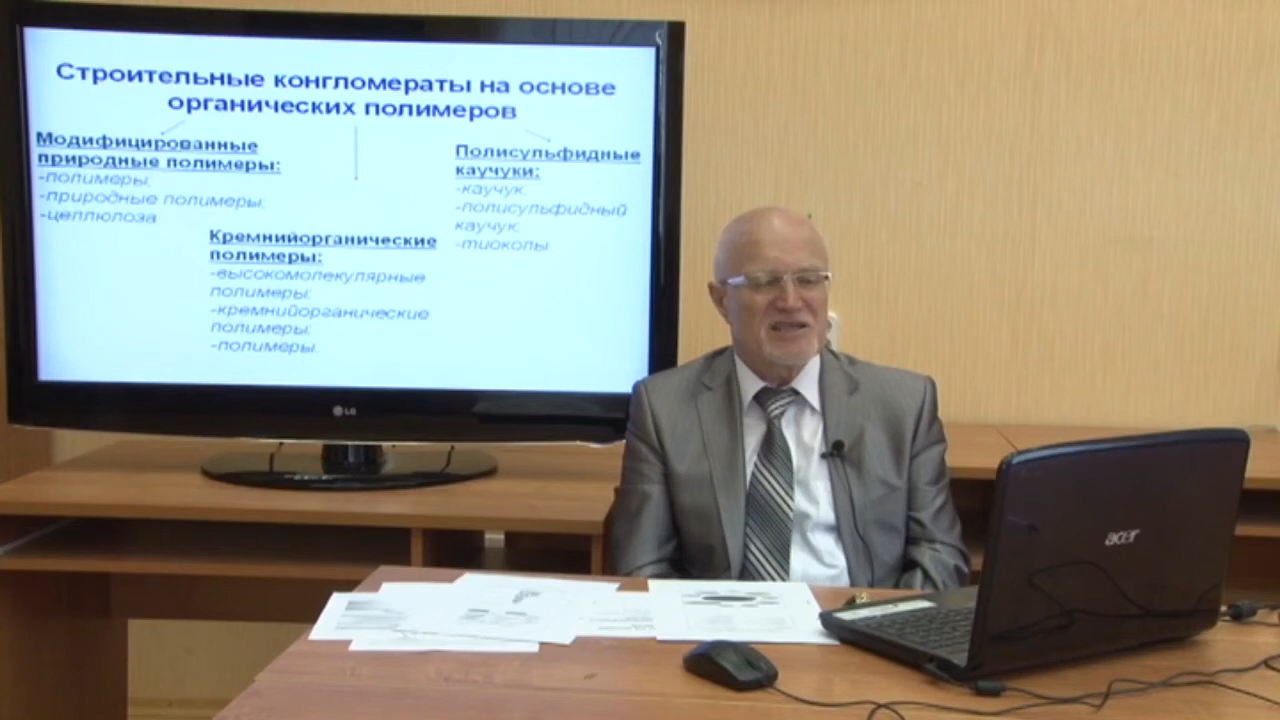 Строительные конгломераты на основе
органических полимеров
Модифицированные
природные полимеры:
-полимеры;
-природные полимеры.
-целлюлоза
Кремнийорганические
полимеры:
-высокомолекулярные
полимеры;
-кремнийорганические
полимеры;
-полимеры.
Полисульфидные
каучуки:
-каучук.
-полисульфидный
каучук.
-тиоколы
LG
acer